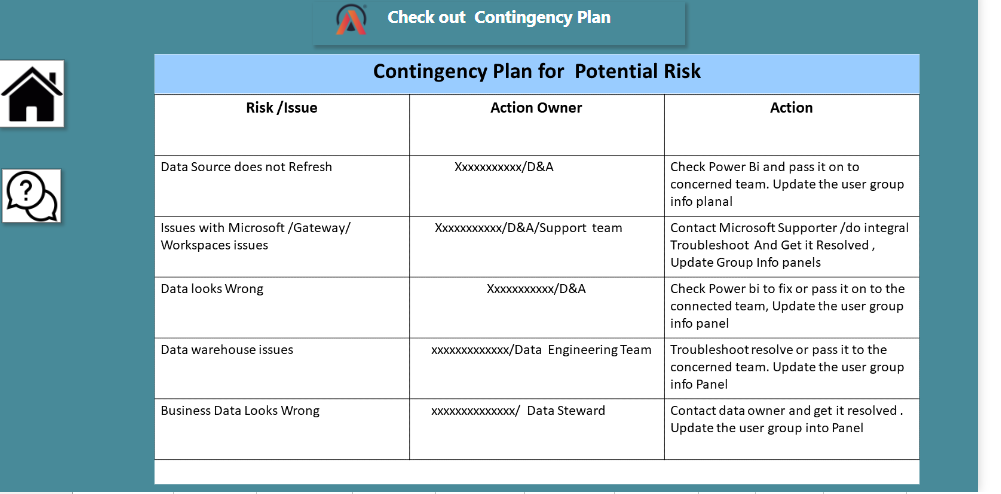 Check out Contingency Plan
Contingency Plan for Potential Risk
Risk /Issue
Action Owner
Action
Data Source does not Refresh
Xxxxxxxxxxx/D&A
Check Power Bi and pass it on to
concerned team. Update the user group
info planal
Issues with Microsoft /Gateway/
Workspaces issues
Xxxxxxxxxxx/D&A/Support team
Contact Microsoft Supporter /do integral
Troubleshoot And Get it Resolved ,
Update Group Info panels
Data looks Wrong
Xxxxxxxxxxx/D&A
Check Power bi to fix or pass it on to the
connected team, Update the user group
info panel
Data warehouse issues
xxxxxxxxxxxxx/Data Engineering Team
Troubleshoot resolve or pass it to the
concerned team. Update the user group
info Panel
Business Data Looks Wrong
xxxxxxxxxxxxxx/ Data Steward
Contact data owner and get it resolved .
Update the user group into Panel